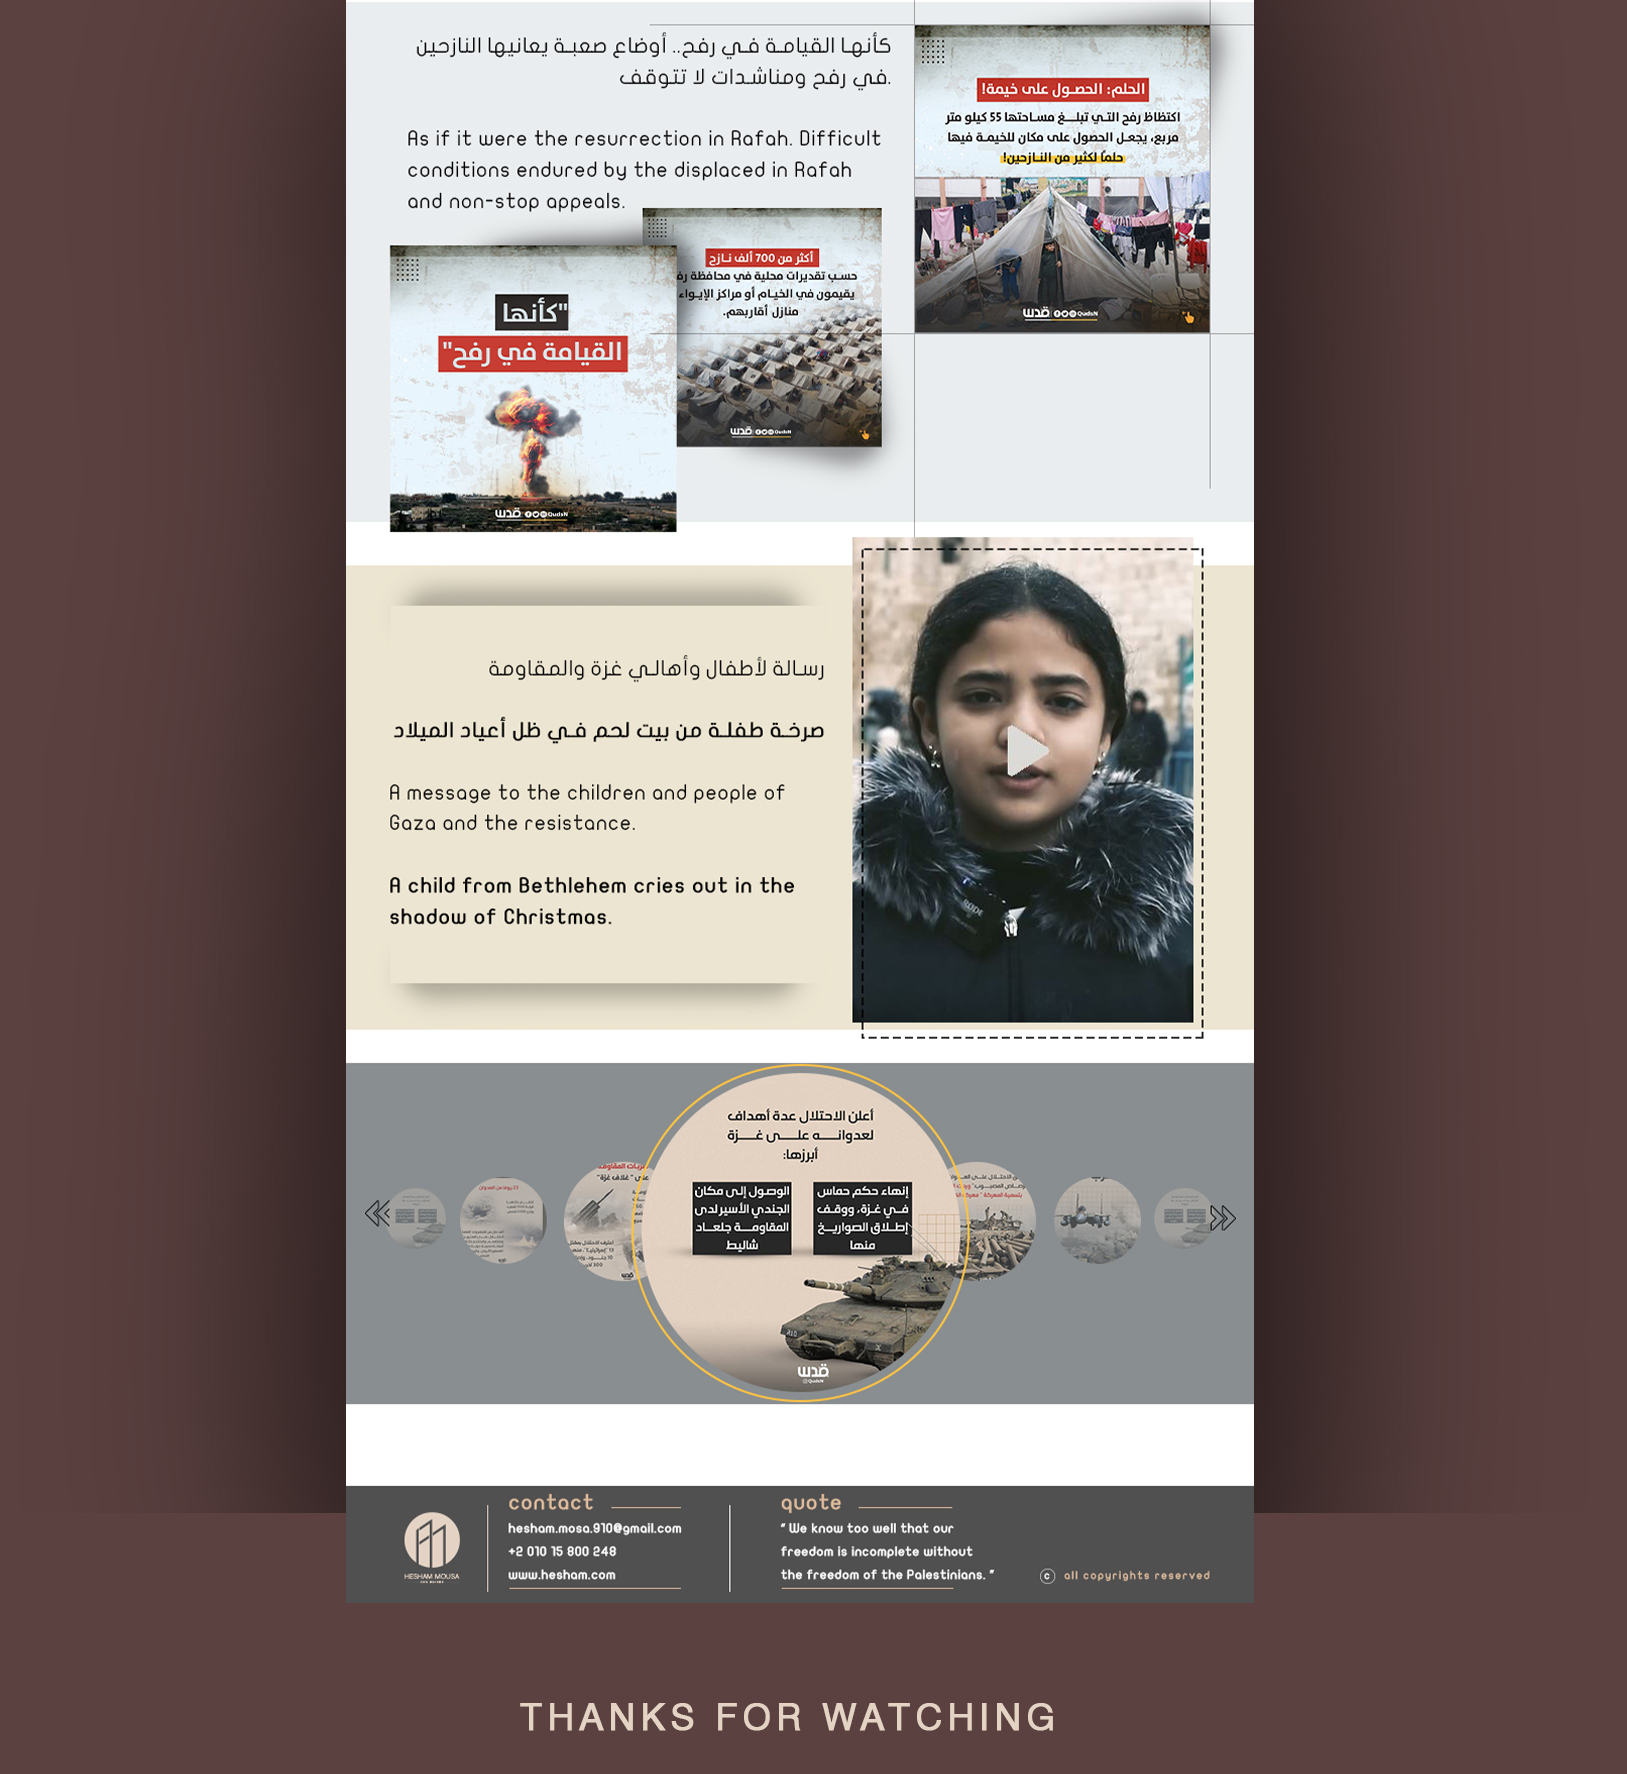 كأنها القيامة في رفح.. أوضاع صعبة يعانيها النازحين
في رفح ومناشدات لا تتوقف.
As if it were the resurrection in Rafah. Difficult
conditions endured by the displaced in Rafah
and non-stop appeals.
الحلم: الحصول على خيمة!
اكتظاظ رفح التي تبلغ مساحتها 55 كيلو متر
مربع، يجعل الحصول على مكان للخيمة فيها
حلمًا لكثير من النازحين!
قدس QudsN
أكثر من 700 ألف نازح
حسب تقديرات محلية في محافظة
يقيمون في الخيام أو مراكز الإيواء
منازل أقاربهم.
قدس QudsN
"كأنها
القيامة في رفح"
قدس QudsN
رسالة لأطفال وأهالي غزة والمقاومة
صرخة طفلة من بيت لحم في ظل أعياد الميلاد
A message to the children and people of
Gaza and the resistance.
A child from Bethlehem cries out in the
shadow of Christmas.
RODE
أعلن الاحتلال عدة أهداف
لعدوانه على غزة
أبرزها:
إنهاء حكم حماس
في غزة، ووقف
إطلاق الصواريخ
منها
الوصول إلى مكان
الجندي الأسير لدى
المقاومة جلعاد
شاليط
قدس
QudsN
على "غلاف غزة"
HESHAM MOUSA
contact
hesham.mosa.910@gmail.com
+2 010 15 800 248
www.hesham.com
quote
" We know too well that our
freedom is incomplete without
the freedom of the Palestinians. "
c all copyrights reserved
THANKS FOR WATCHING